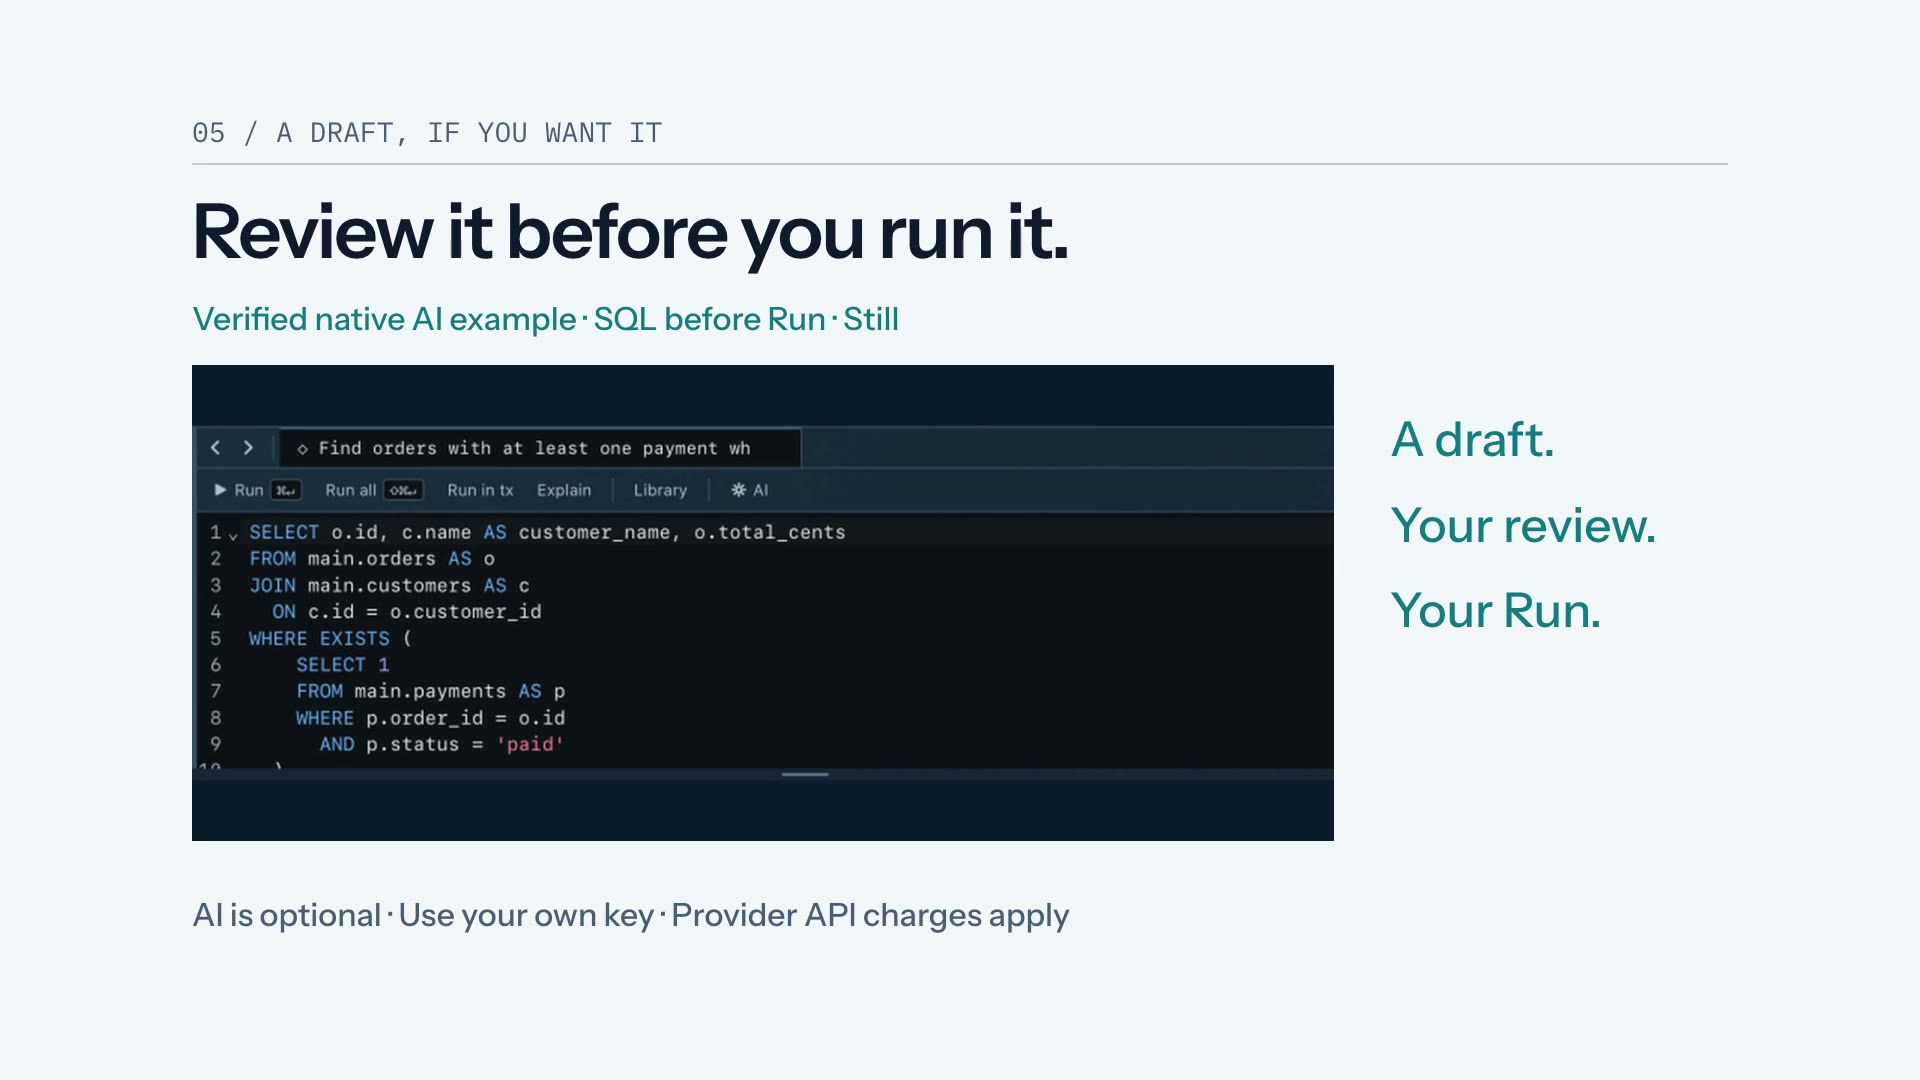 05 / A DRAFT, IF YOU WANT IT
Review it before you run it.
Verified native AI example · SQL before Run · Still
Find orders with at least one payment wh
Run ⌘↵ Run all ⇧⌘↵ Run in tx Explain Library AI
1 SELECT o.id, c.name AS customer_name, o.total_cents
2 FROM main.orders AS o
3 JOIN main.customers AS c
4 ON c.id = o.customer_id
5 WHERE EXISTS (
6 SELECT 1
7 FROM main.payments AS p
8 WHERE p.order_id = o.id
9 AND p.status = 'paid'
10 )
A draft.
Your review.
Your Run.
AI is optional · Use your own key · Provider API charges apply